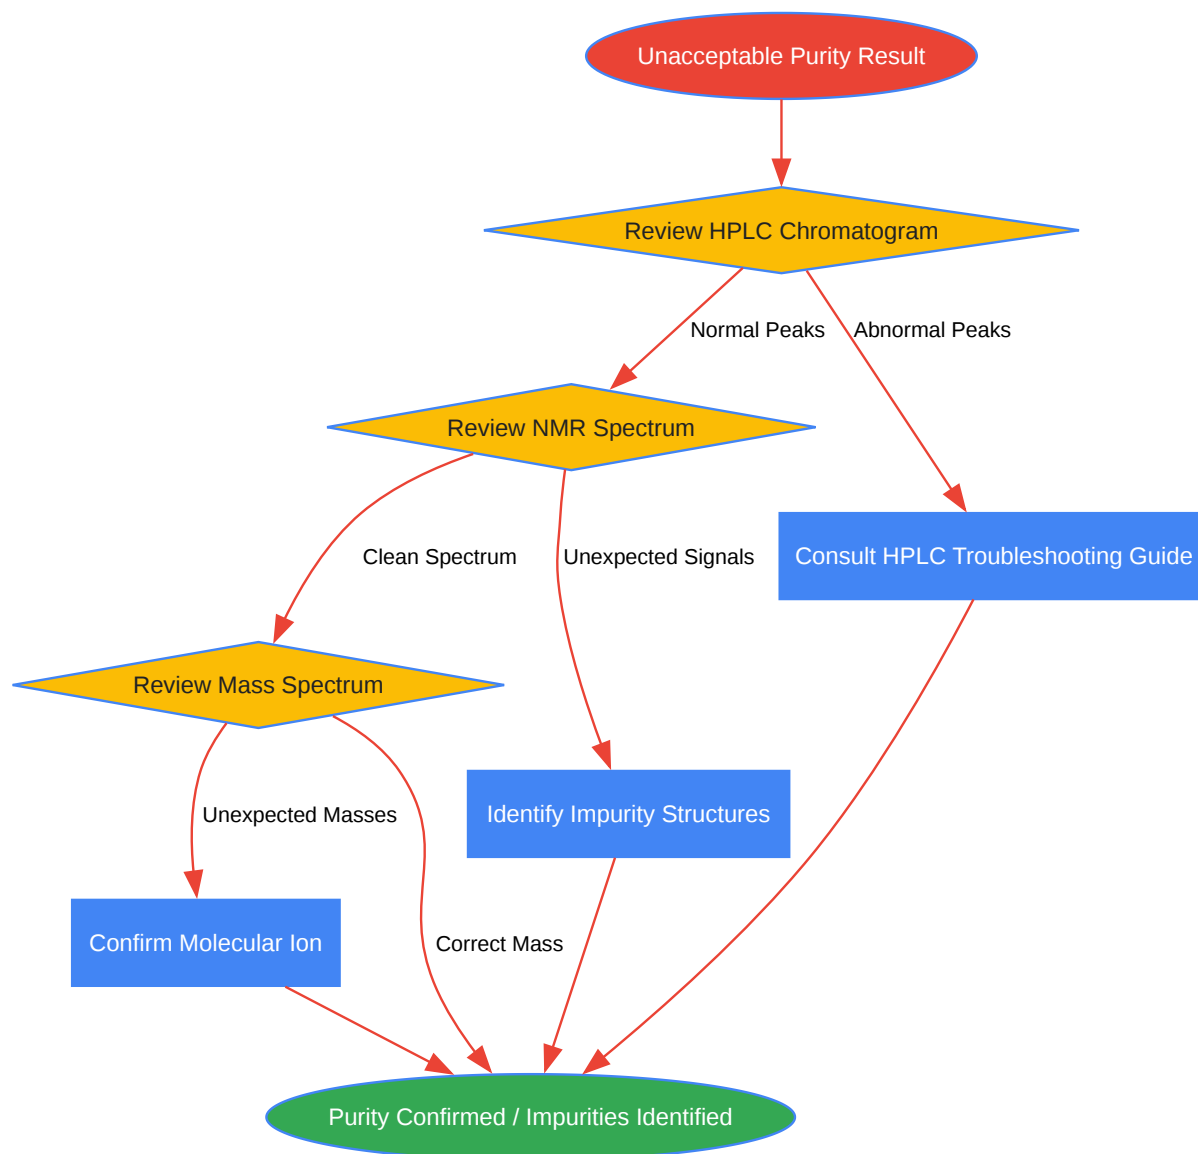 Unacceptable Purity Result
Review HPLC Chromatogram
Normal Peaks
Abnormal Peaks
Review NMR Spectrum
Clean Spectrum
Unexpected Signals
Consult HPLC Troubleshooting Guide
Review Mass Spectrum
Unexpected Masses
Identify Impurity Structures
Confirm Molecular Ion
Correct Mass
Purity Confirmed / Impurities Identified